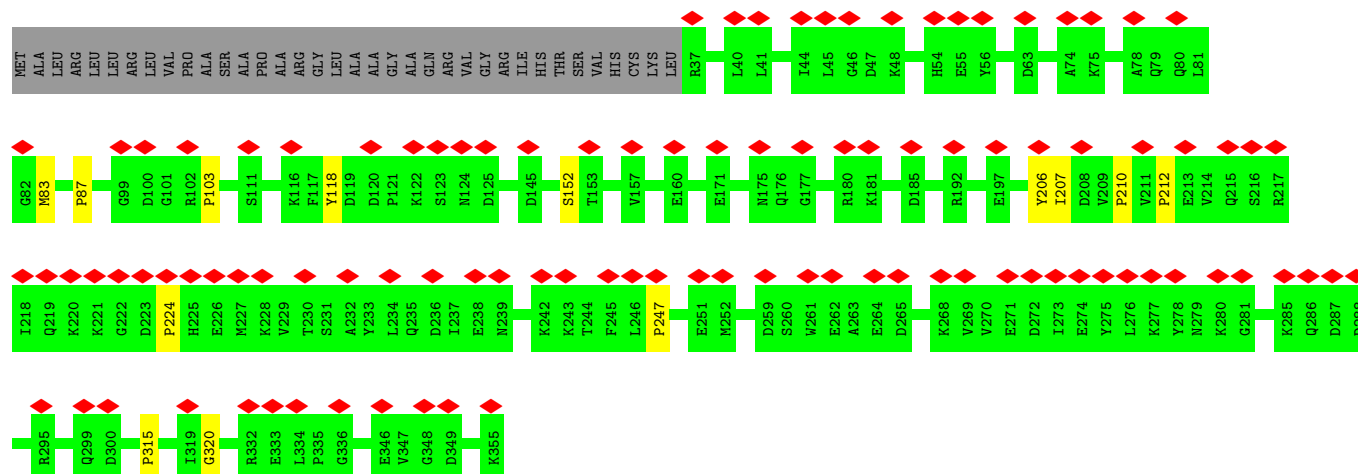 MET ALA LEU ARG LEU LEU ARG LEU VAL PRO ALA SER ALA PRO ALA ARG GLY LEU ALA ALA GLY ALA GLN ARG VAL GLY ARG ILE HIS THR SER VAL HIS CYS LYS LEU R37 L40 L41 I44 L45 G46 D47 K48 H54 E55 Y56 D63 A74 K75 A78 Q79 Q80 L81
G82 M83 P87 G99 D100 G101 R102 P103 S111 K116 F117 Y118 D119 D120 P121 K122 S123 N124 D125 D145 S152 T153 V157 E160 E171 N175 Q176 G177 R180 K181 D185 R192 E197 Y206 I207 D208 V209 P210 V211 P212 E213 V214 Q215 S216 R217
I218 Q219 K220 K221 G222 D223 P224 H225 E226 M227 K228 V229 T230 S231 A232 Y233 L234 Q235 D236 I237 E238 N239 K242 K243 T244 F245 L246 P247 E251 M252 D259 S260 W261 E262 A263 E264 D265 K268 V269 V270 E271 D272 I273 E274 Y275 L276 K277 Y278 N279 K280 G281 K285 Q286 D287
R295 Q299 D300 P315 I319 G320 R332 E333 L334 P335 G336 E346 V347 G348 D349 K355